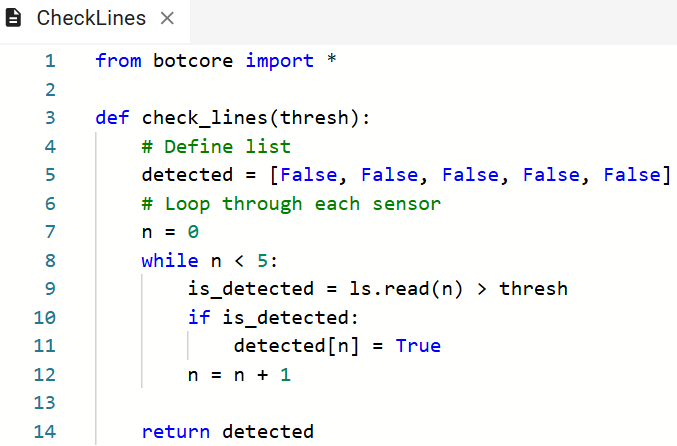 CheckLines ×
1 from botcore import *
2
3 def check_lines(thresh):
4     # Define list
5     detected = [False, False, False, False, False]
6     # Loop through each sensor
7     n = 0
8     while n < 5:
9         is_detected = ls.read(n) > thresh
10         if is_detected:
11             detected[n] = True
12         n = n + 1
13
14     return detected